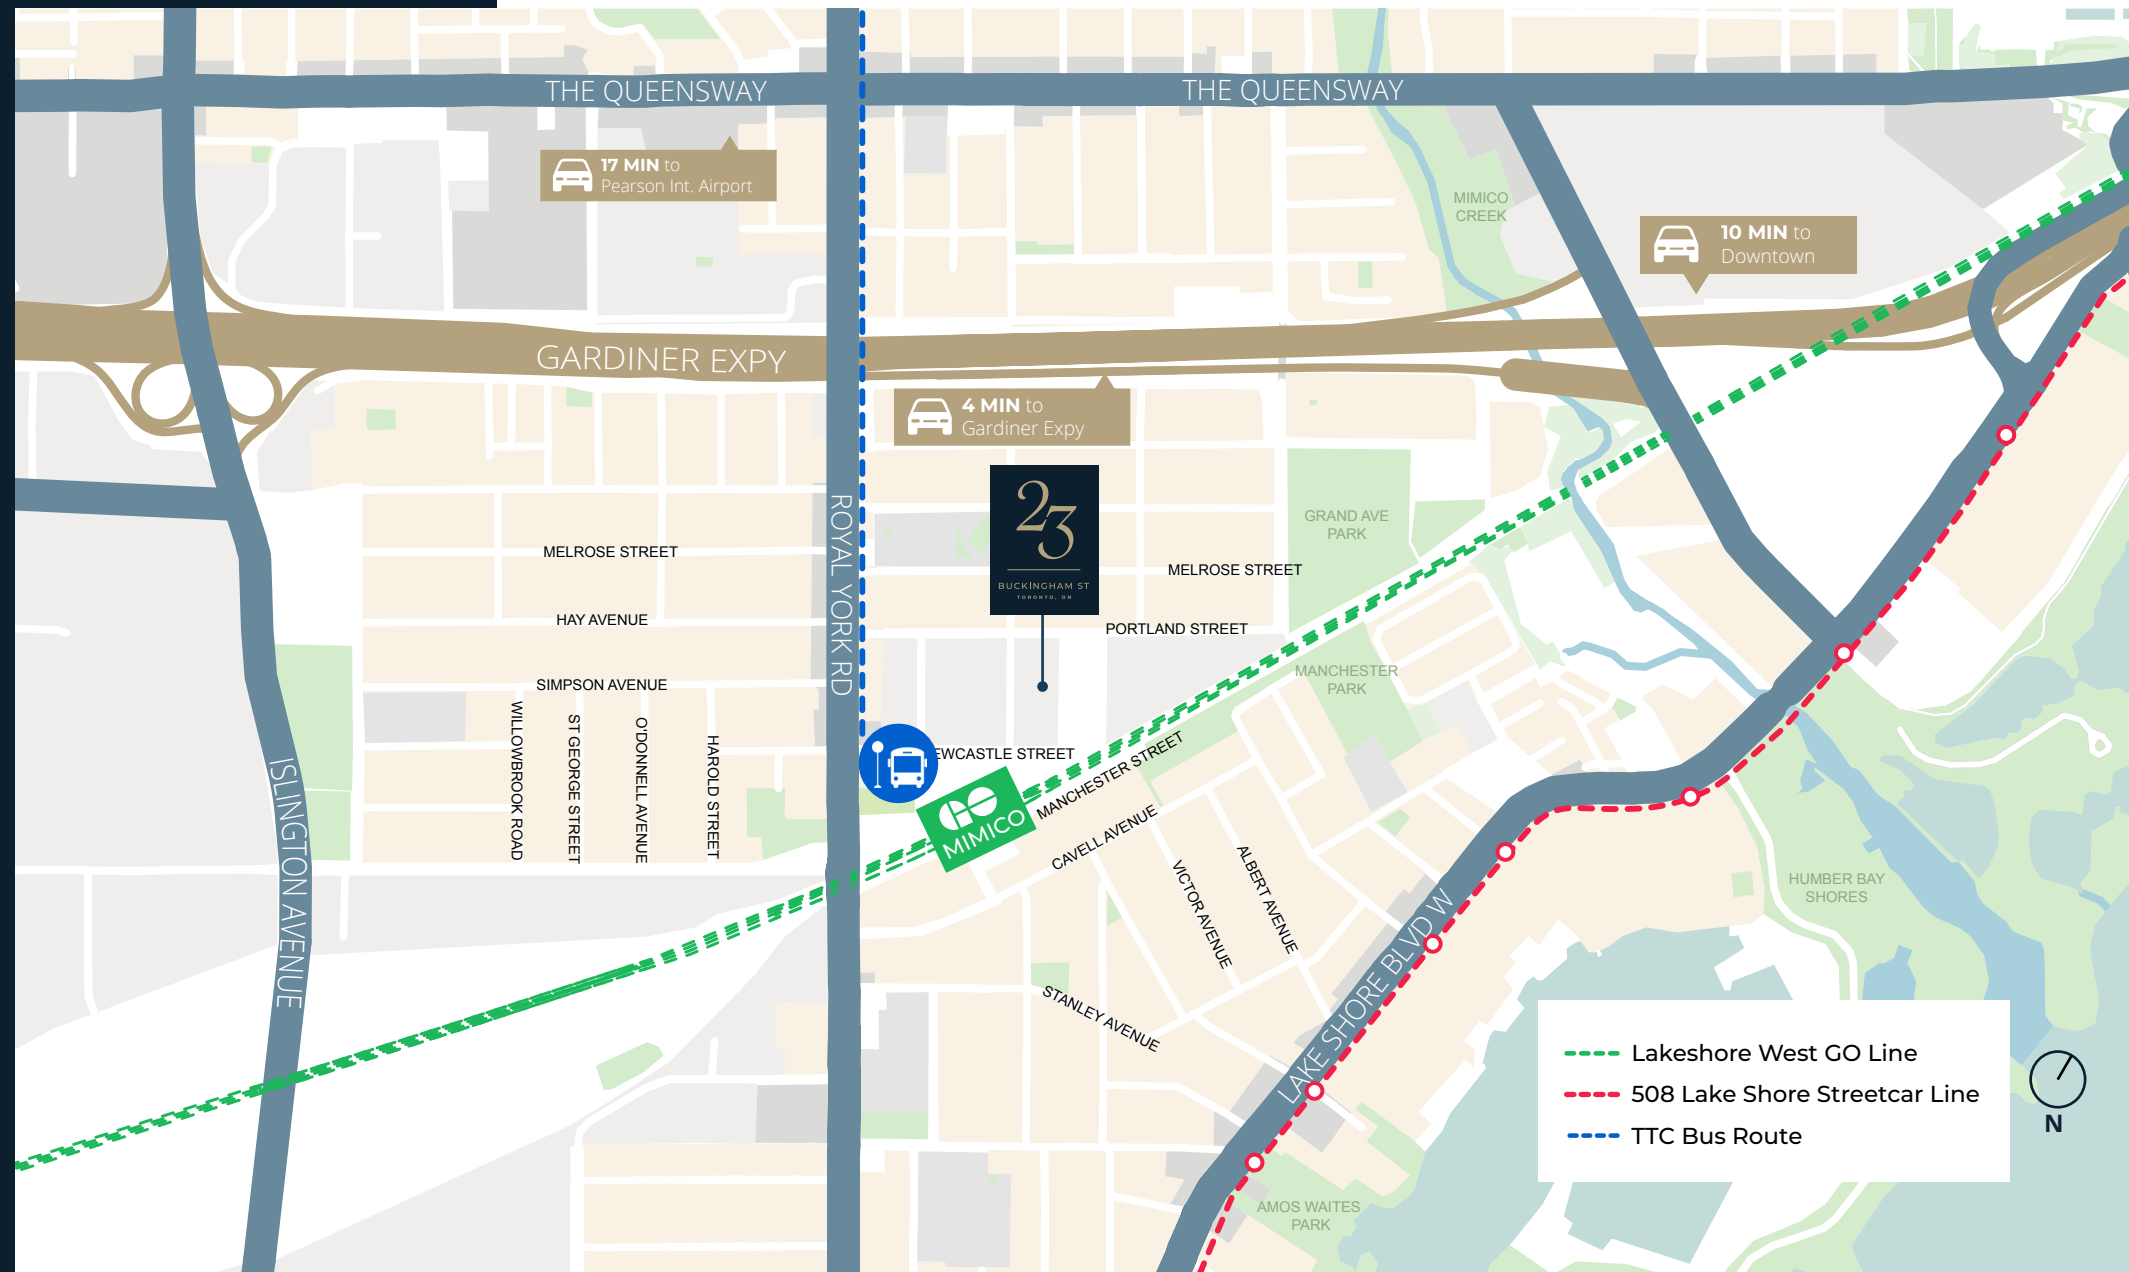 THE QUEENSWAY
THE QUEENSWAY
17 MIN to
Pearson Int. Airport
MIMICO
CREEK
10 MIN to
Downtown
GARDINER EXPY
4 MIN to
Gardiner Expy
23
BUCKINGHAM ST
TORONTO, ON
ROYAL YORK RD
GRAND AVE
PARK
MELROSE STREET
MELROSE STREET
HAY AVENUE
PORTLAND STREET
SIMPSON AVENUE
MANCHESTER
PARK
WILLOWBROOK ROAD
ST GEORGE STREET
O'DONNELL AVENUE
HAROLD STREET
ISLINGTON AVENUE
EWCASTLE STREET
MANCHESTER STREET
GO
MIMICO
CAVELL AVENUE
VICTOR AVENUE
ALBERT AVENUE
STANLEY AVENUE
LAKE SHORE BLVD W
HUMBER BAY
SHORES
AMOS WAITES
PARK
Lakeshore West GO Line
508 Lake Shore Streetcar Line
TTC Bus Route
N